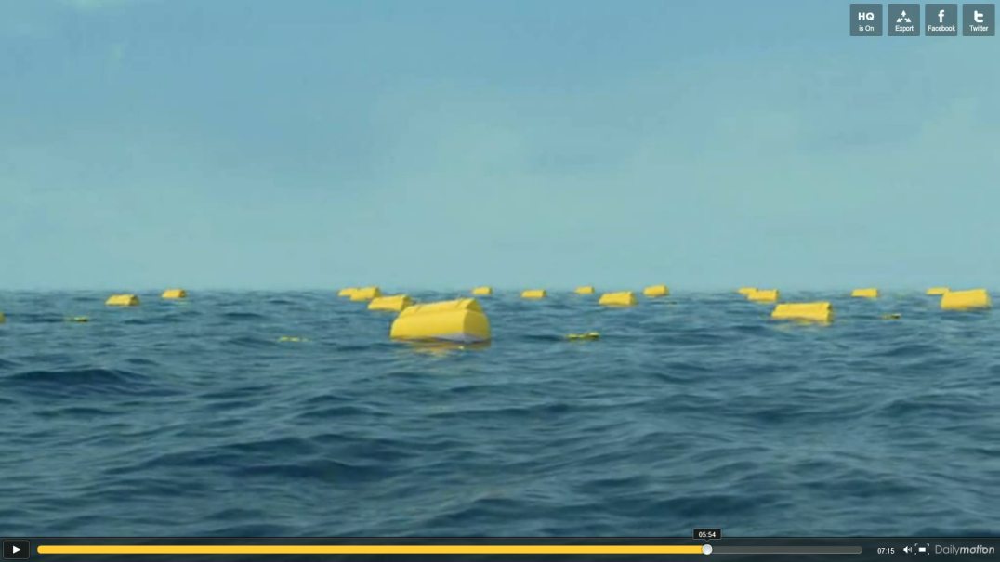 HQ
is On
Export
Facebook
Twitter
05:54
07:15
Dailymotion